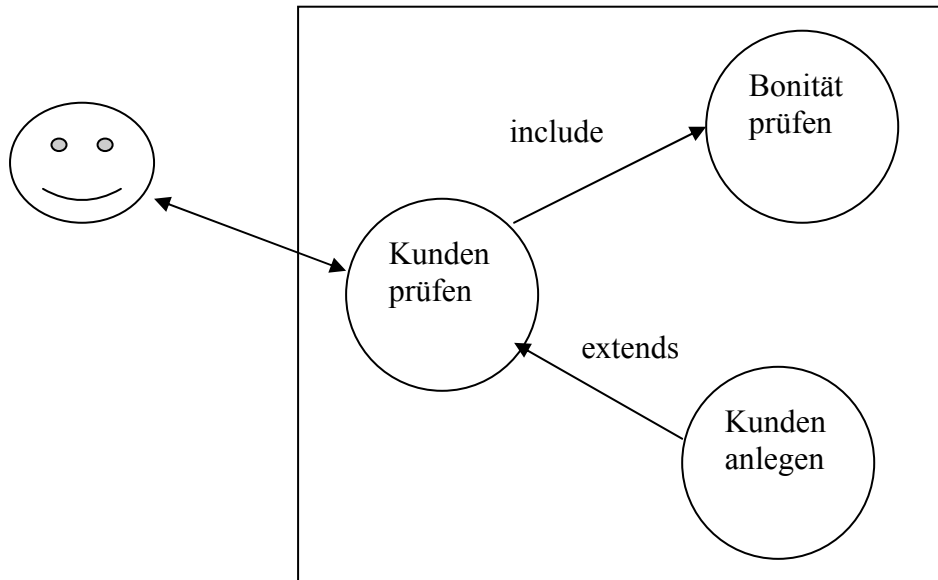 Bonität
prüfen
include
Kunden
prüfen
extends
Kunden
anlegen